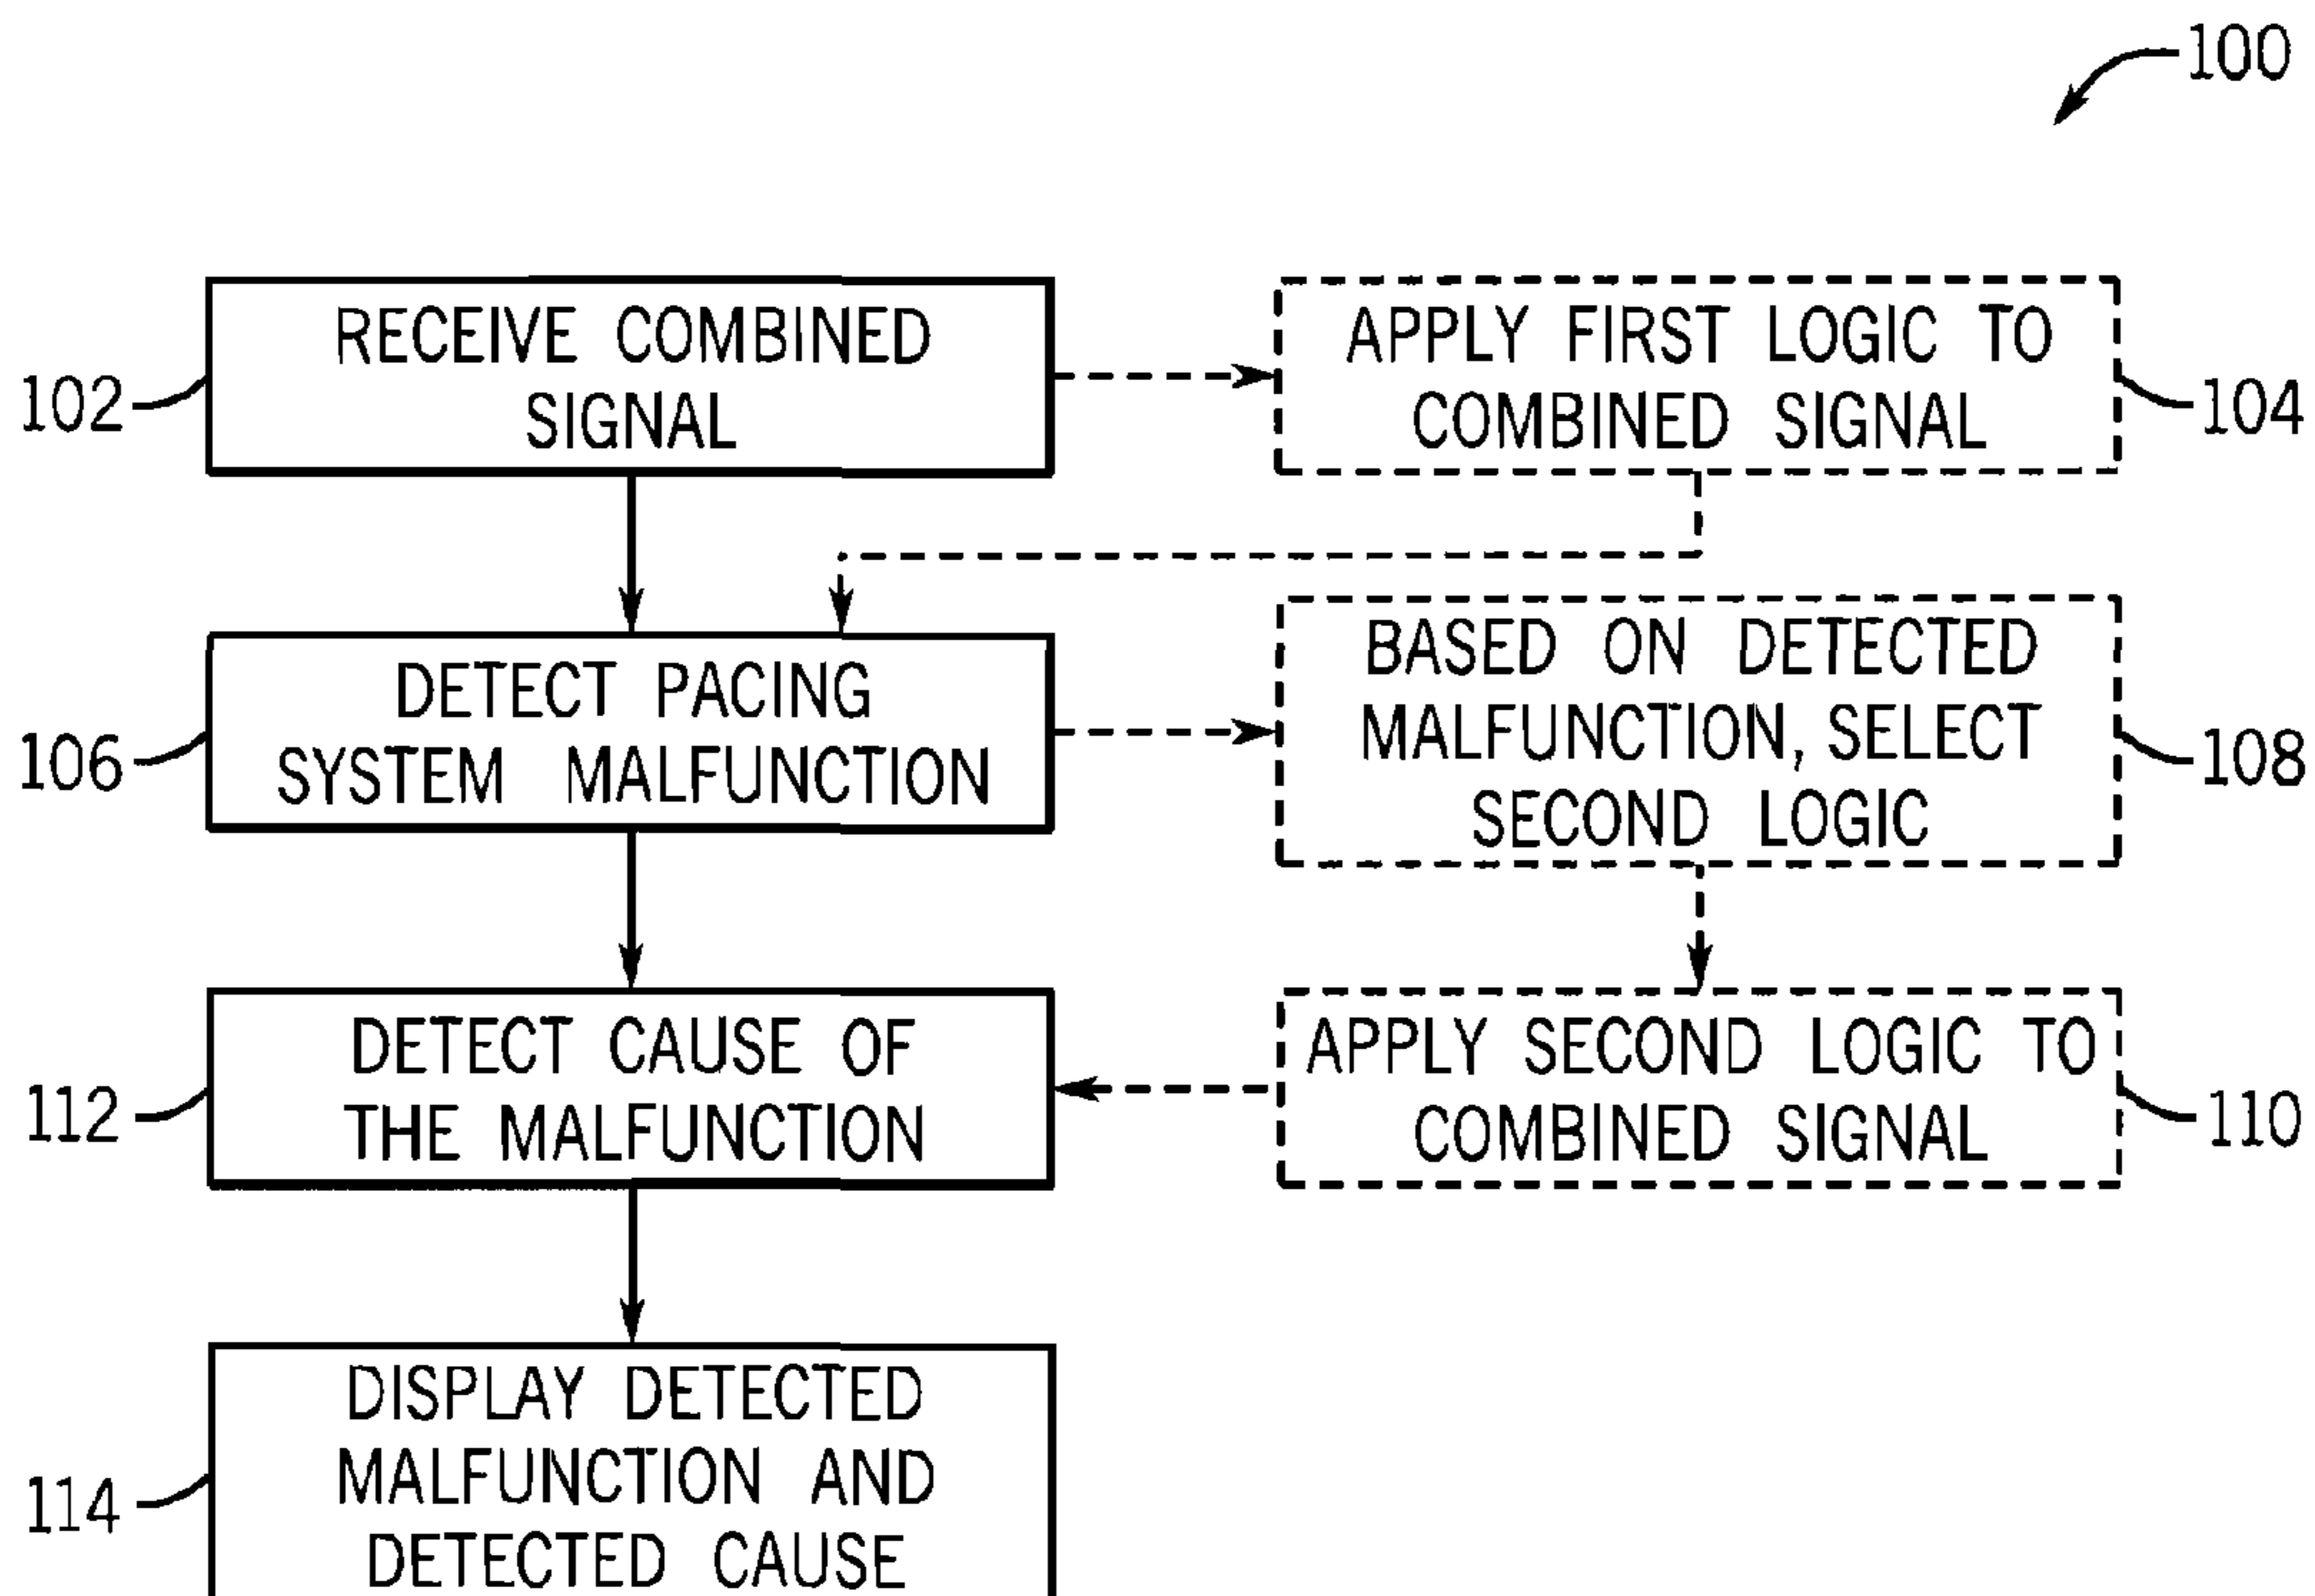 100
RECEIVE COMBINED
SIGNAL
102
APPLY FIRST LOGIC TO
COMBINED SIGNAL
104
DETECT PACING
SYSTEM MALFUNCTION
106
BASED ON DETECTED
MALFUNCTION, SELECT
SECOND LOGIC
108
DETECT CAUSE OF
THE MALFUNCTION
112
APPLY SECOND LOGIC TO
COMBINED SIGNAL
110
DISPLAY DETECTED
MALFUNCTION AND
DETECTED CAUSE
114